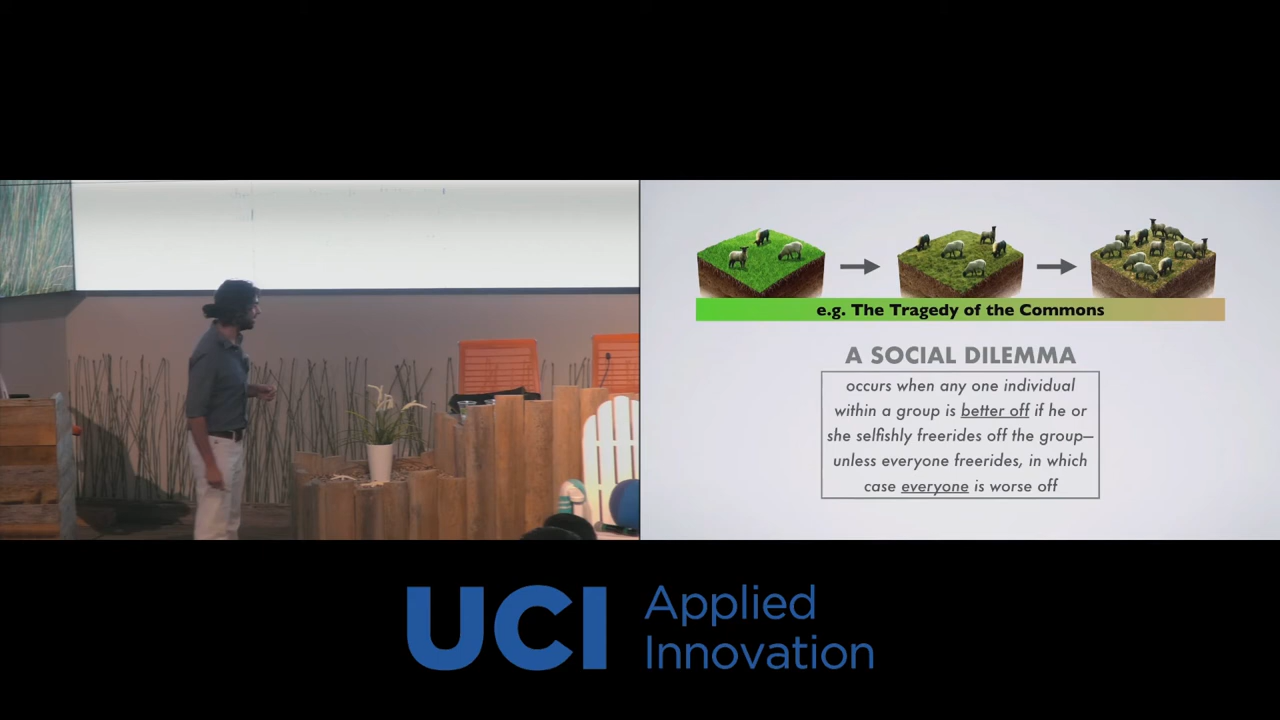 e.g. The Tragedy of the Commons
A SOCIAL DILEMMA
occurs when any one individual
within a group is better off if he or
she selfishly freerides off the group—
unless everyone freerides, in which
case everyone is worse off
UCI Applied
Innovation